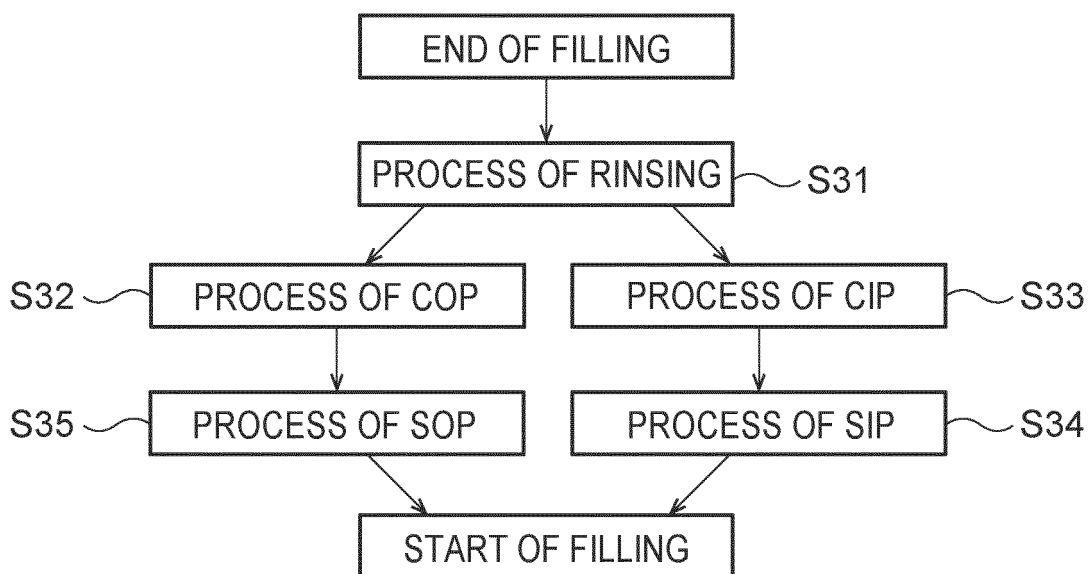 END OF FILLING
PROCESS OF RINSING
S31
S32
PROCESS OF COP
PROCESS OF CIP
S33
S35
PROCESS OF SOP
PROCESS OF SIP
S34
START OF FILLING